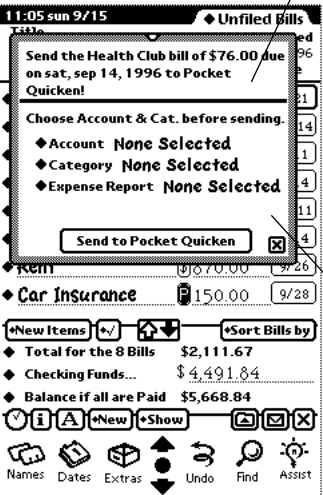 11:05 sun 9/15 ◆ Unfiled Bills
Title
Send the Health Club bill of $76.00 due
on sat, sep 14, 1996 to Pocket
Quicken!
Choose Account & Cat. before sending.
◆Account None Selected
◆Category None Selected
◆Expense Report None Selected
Send to Pocket Quicken
Rent 870.00 9/26
◆ Car Insurance P 150.00 9/28
◆New Items ◆√ ◆Sort Bills by
◆ Total for the 8 Bills $2,111.67
◆ Checking Funds... $ 4,491.84
◆ Balance if all are Paid $5,668.84
i A ◆New ◆Show
Names Dates Extras Undo Find Assist